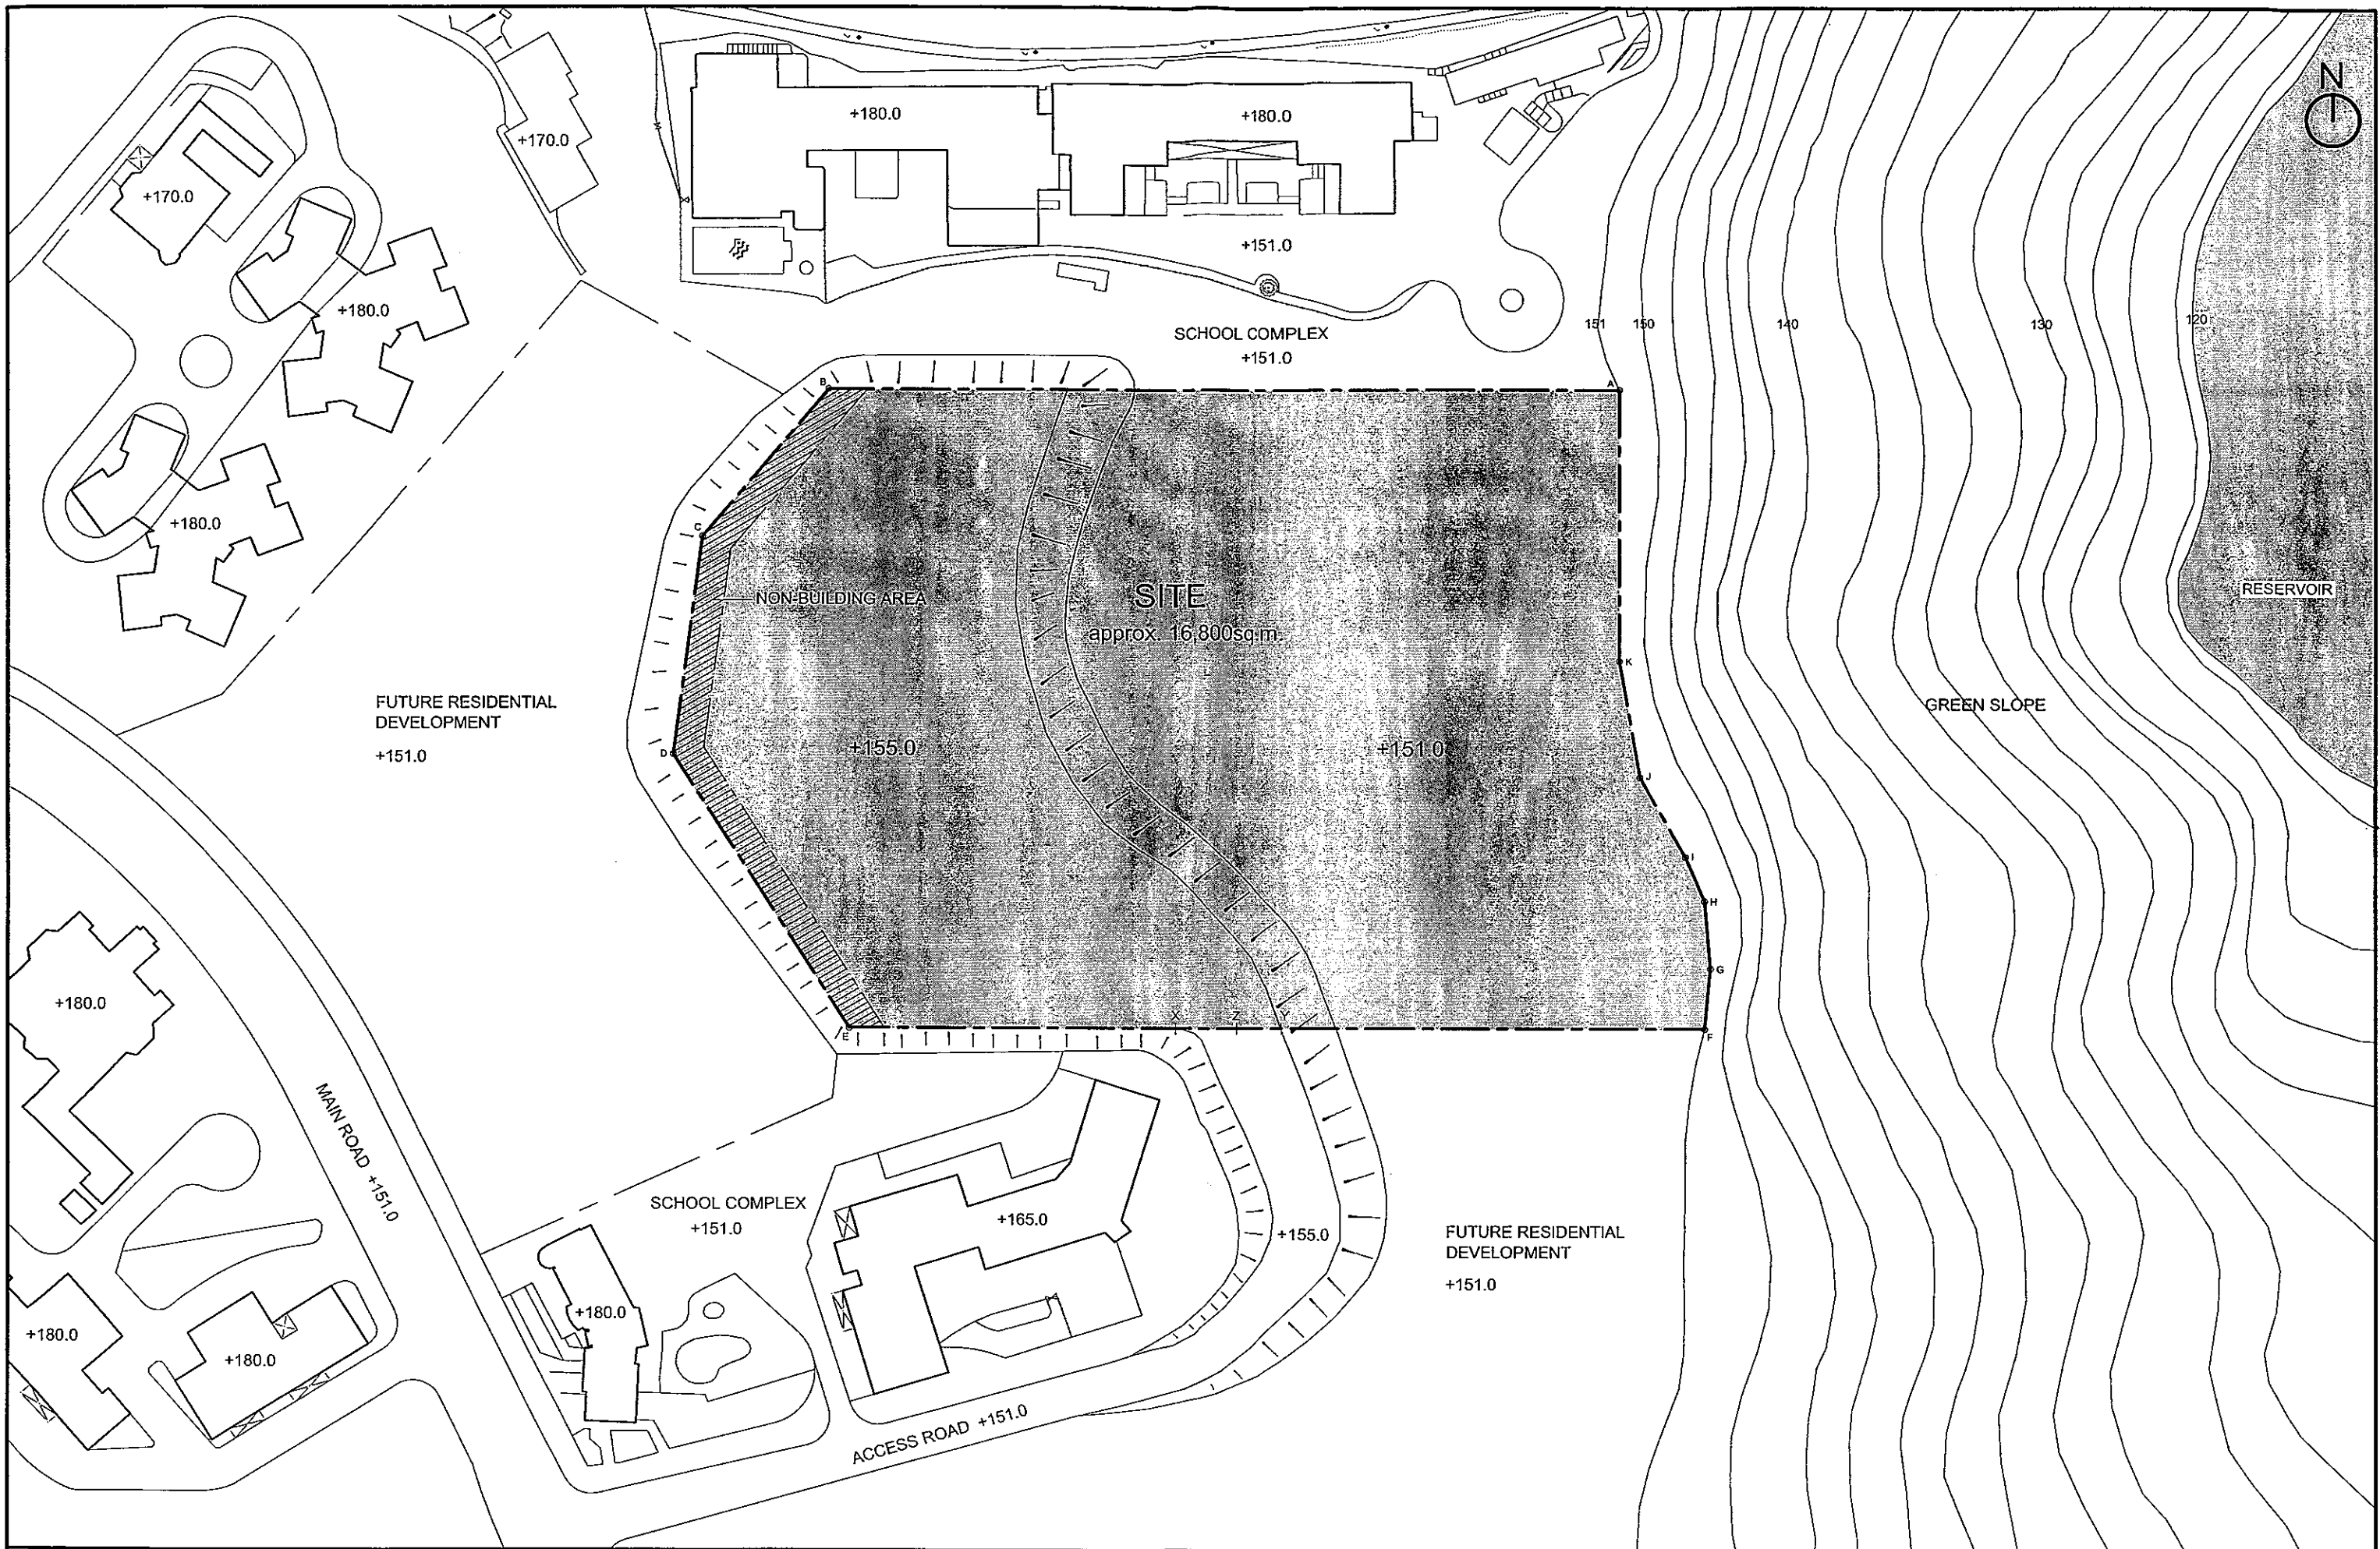 N
+170.0
+180.0
+180.0
+170.0
+151.0
+180.0
SCHOOL COMPLEX
+151.0
151
150
140
130
120
B
A
C
+180.0
NON-BUILDING AREA
SITE
approx. 16,800sq.m
RESERVOIR
K
FUTURE RESIDENTIAL
DEVELOPMENT
+151.0
GREEN SLOPE
D
+155.0
+151.0
J
I
H
G
+180.0
X
Z
Y
E
F
MAIN ROAD +151.0
SCHOOL COMPLEX
+151.0
+165.0
+155.0
FUTURE RESIDENTIAL
DEVELOPMENT
+151.0
+180.0
+180.0
+180.0
ACCESS ROAD +151.0